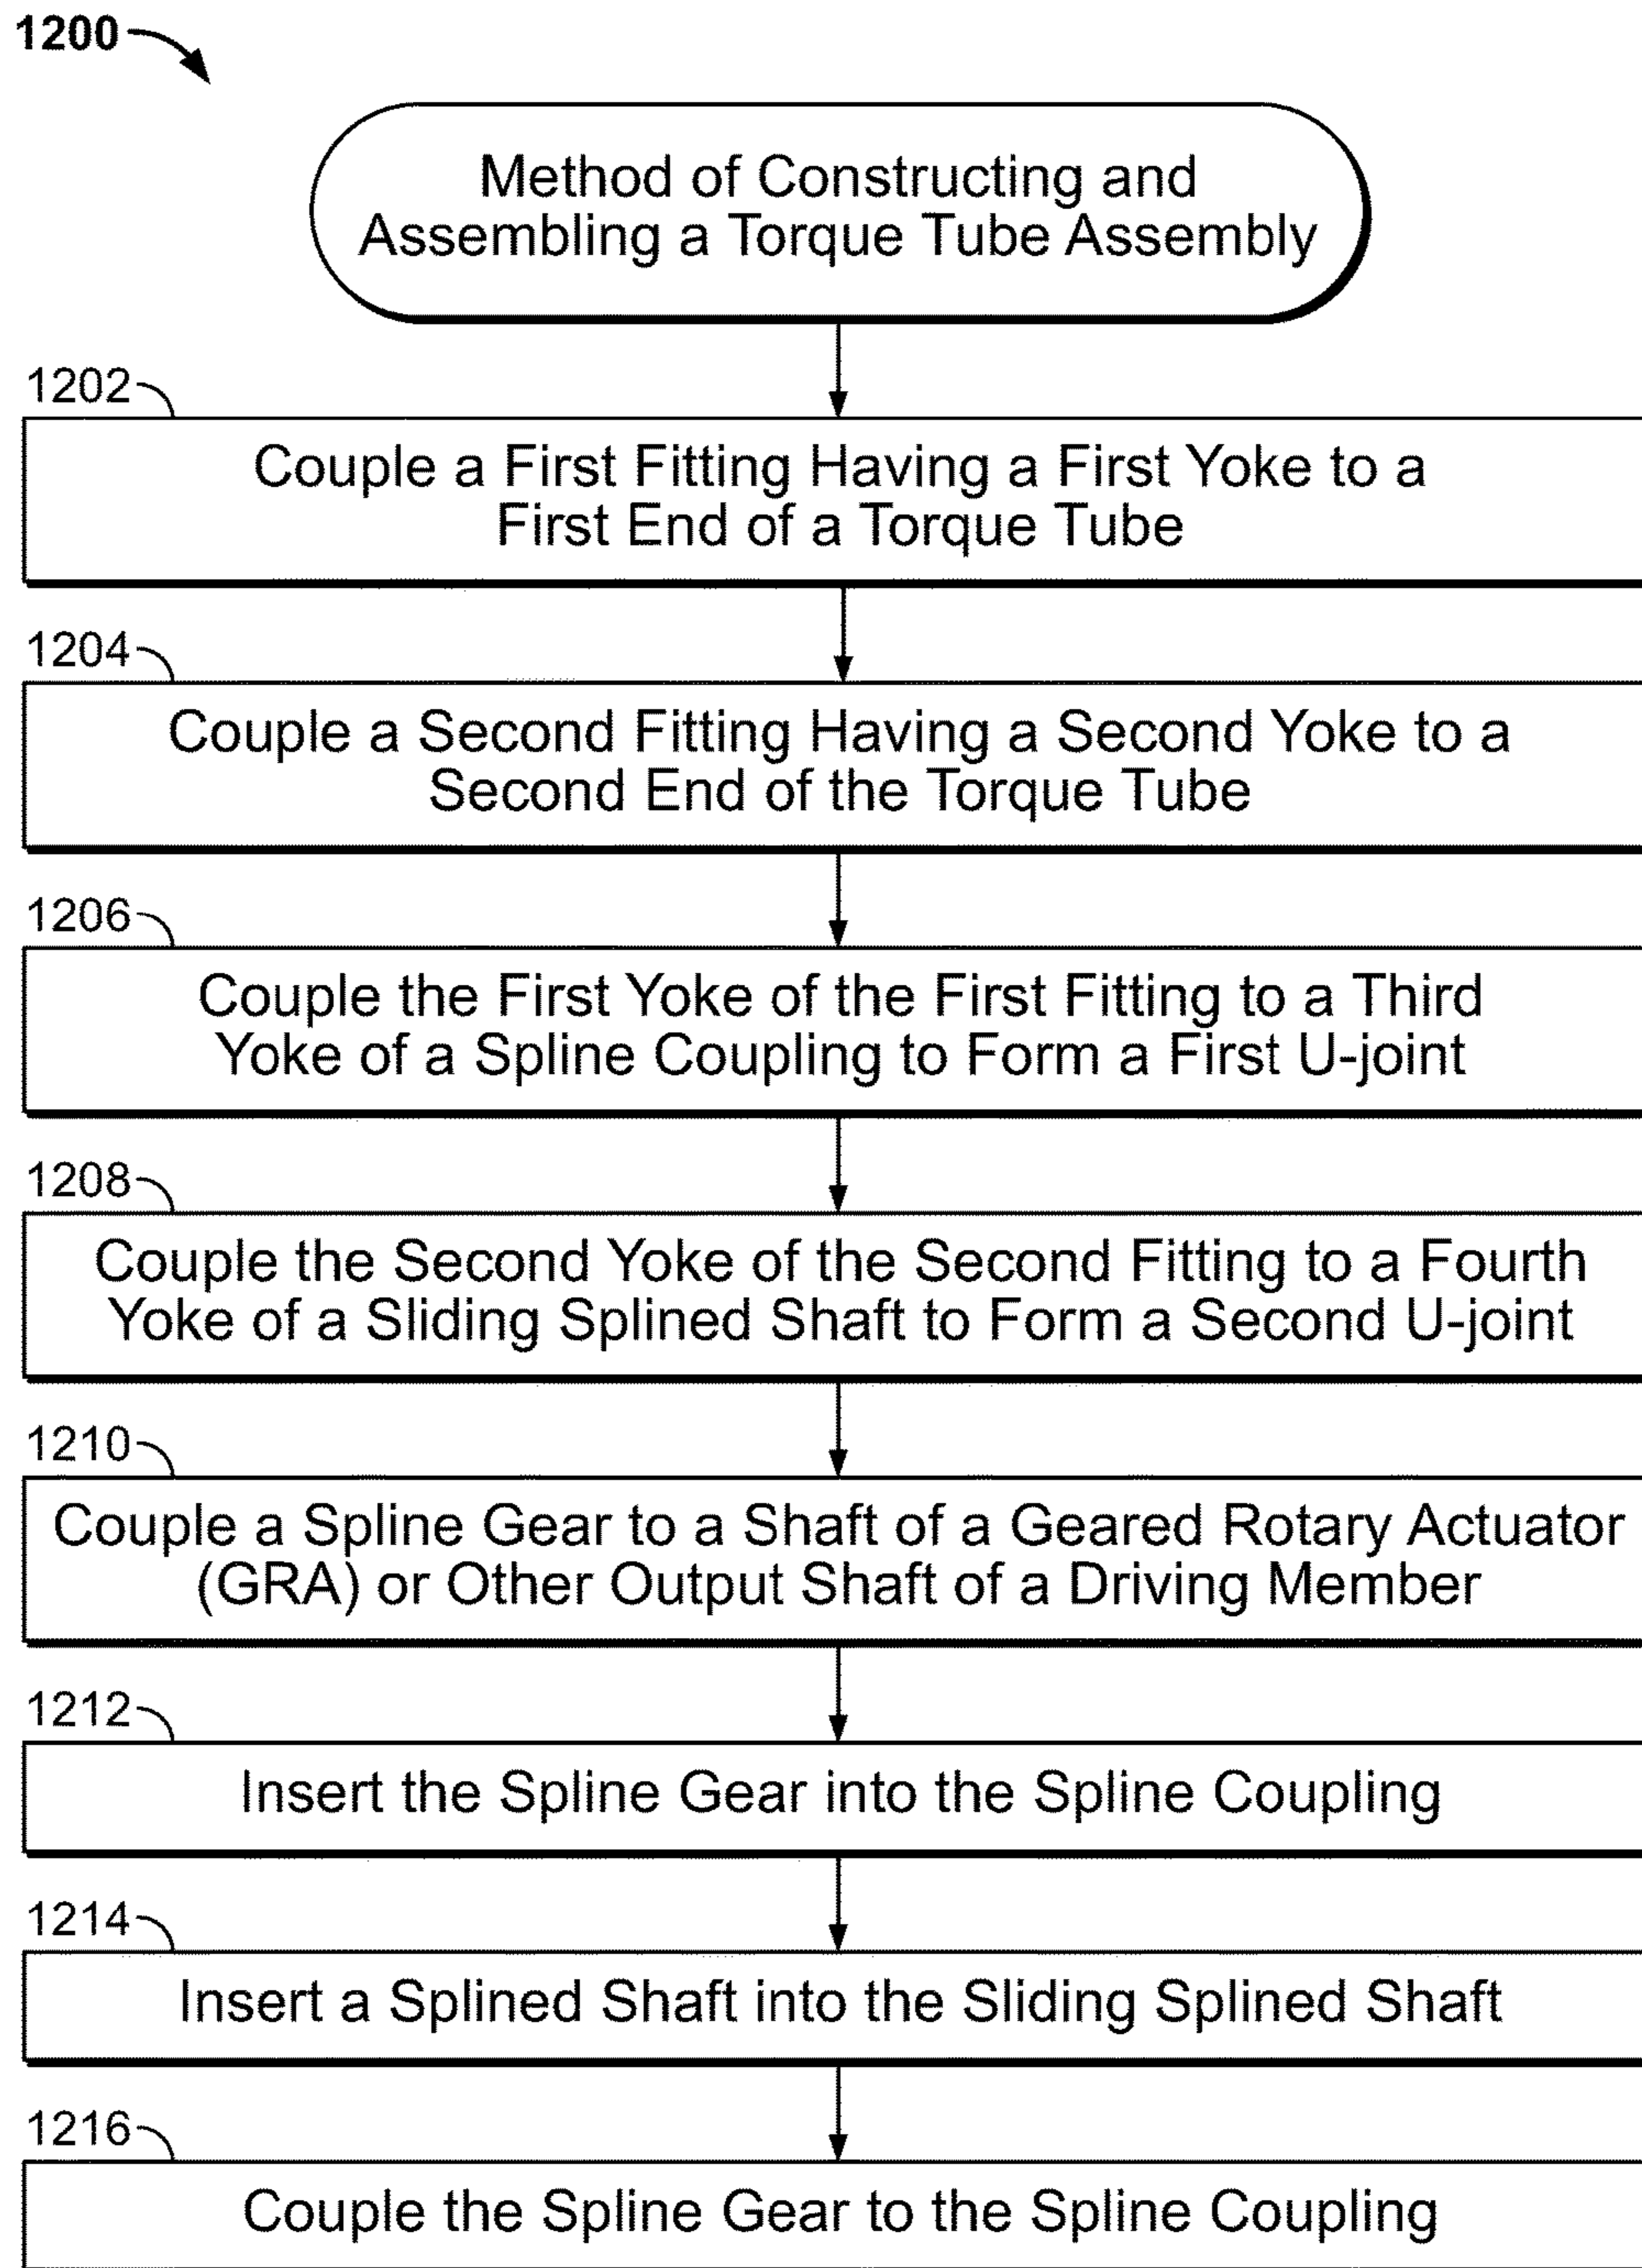 1200
Method of Constructing and
Assembling a Torque Tube Assembly
1202
Couple a First Fitting Having a First Yoke to a
First End of a Torque Tube
1204
Couple a Second Fitting Having a Second Yoke to a
Second End of the Torque Tube
1206
Couple the First Yoke of the First Fitting to a Third
Yoke of a Spline Coupling to Form a First U-joint
1208
Couple the Second Yoke of the Second Fitting to a Fourth
Yoke of a Sliding Splined Shaft to Form a Second U-joint
1210
Couple a Spline Gear to a Shaft of a Geared Rotary Actuator
(GRA) or Other Output Shaft of a Driving Member
1212
Insert the Spline Gear into the Spline Coupling
1214
Insert a Splined Shaft into the Sliding Splined Shaft
1216
Couple the Spline Gear to the Spline Coupling